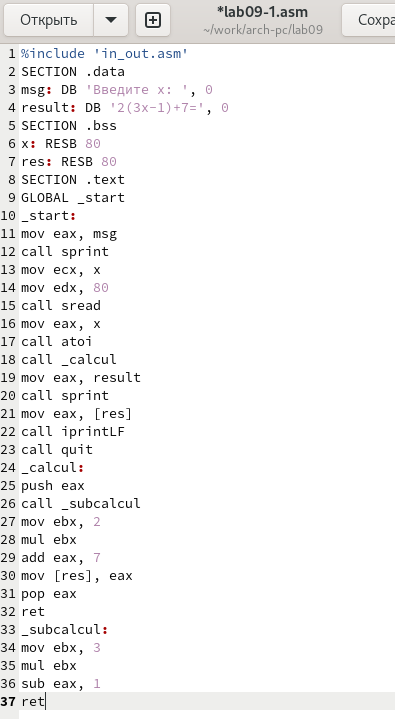 Открыть
*lab09-1.asm
~/work/arch-pc/lab09
Сохра
1 %include 'in_out.asm'
2 SECTION .data
3 msg: DB 'Введите x: ', 0
4 result: DB '2(3x-1)+7=', 0
5 SECTION .bss
6 x: RESB 80
7 res: RESB 80
8 SECTION .text
9 GLOBAL _start
10 _start:
11 mov eax, msg
12 call sprint
13 mov ecx, x
14 mov edx, 80
15 call sread
16 mov eax, x
17 call atoi
18 call _calcul
19 mov eax, result
20 call sprint
21 mov eax, [res]
22 call iprintLF
23 call quit
24 _calcul:
25 push eax
26 call _subcalcul
27 mov ebx, 2
28 mul ebx
29 add eax, 7
30 mov [res], eax
31 pop eax
32 ret
33 _subcalcul:
34 mov ebx, 3
35 mul ebx
36 sub eax, 1
37 ret